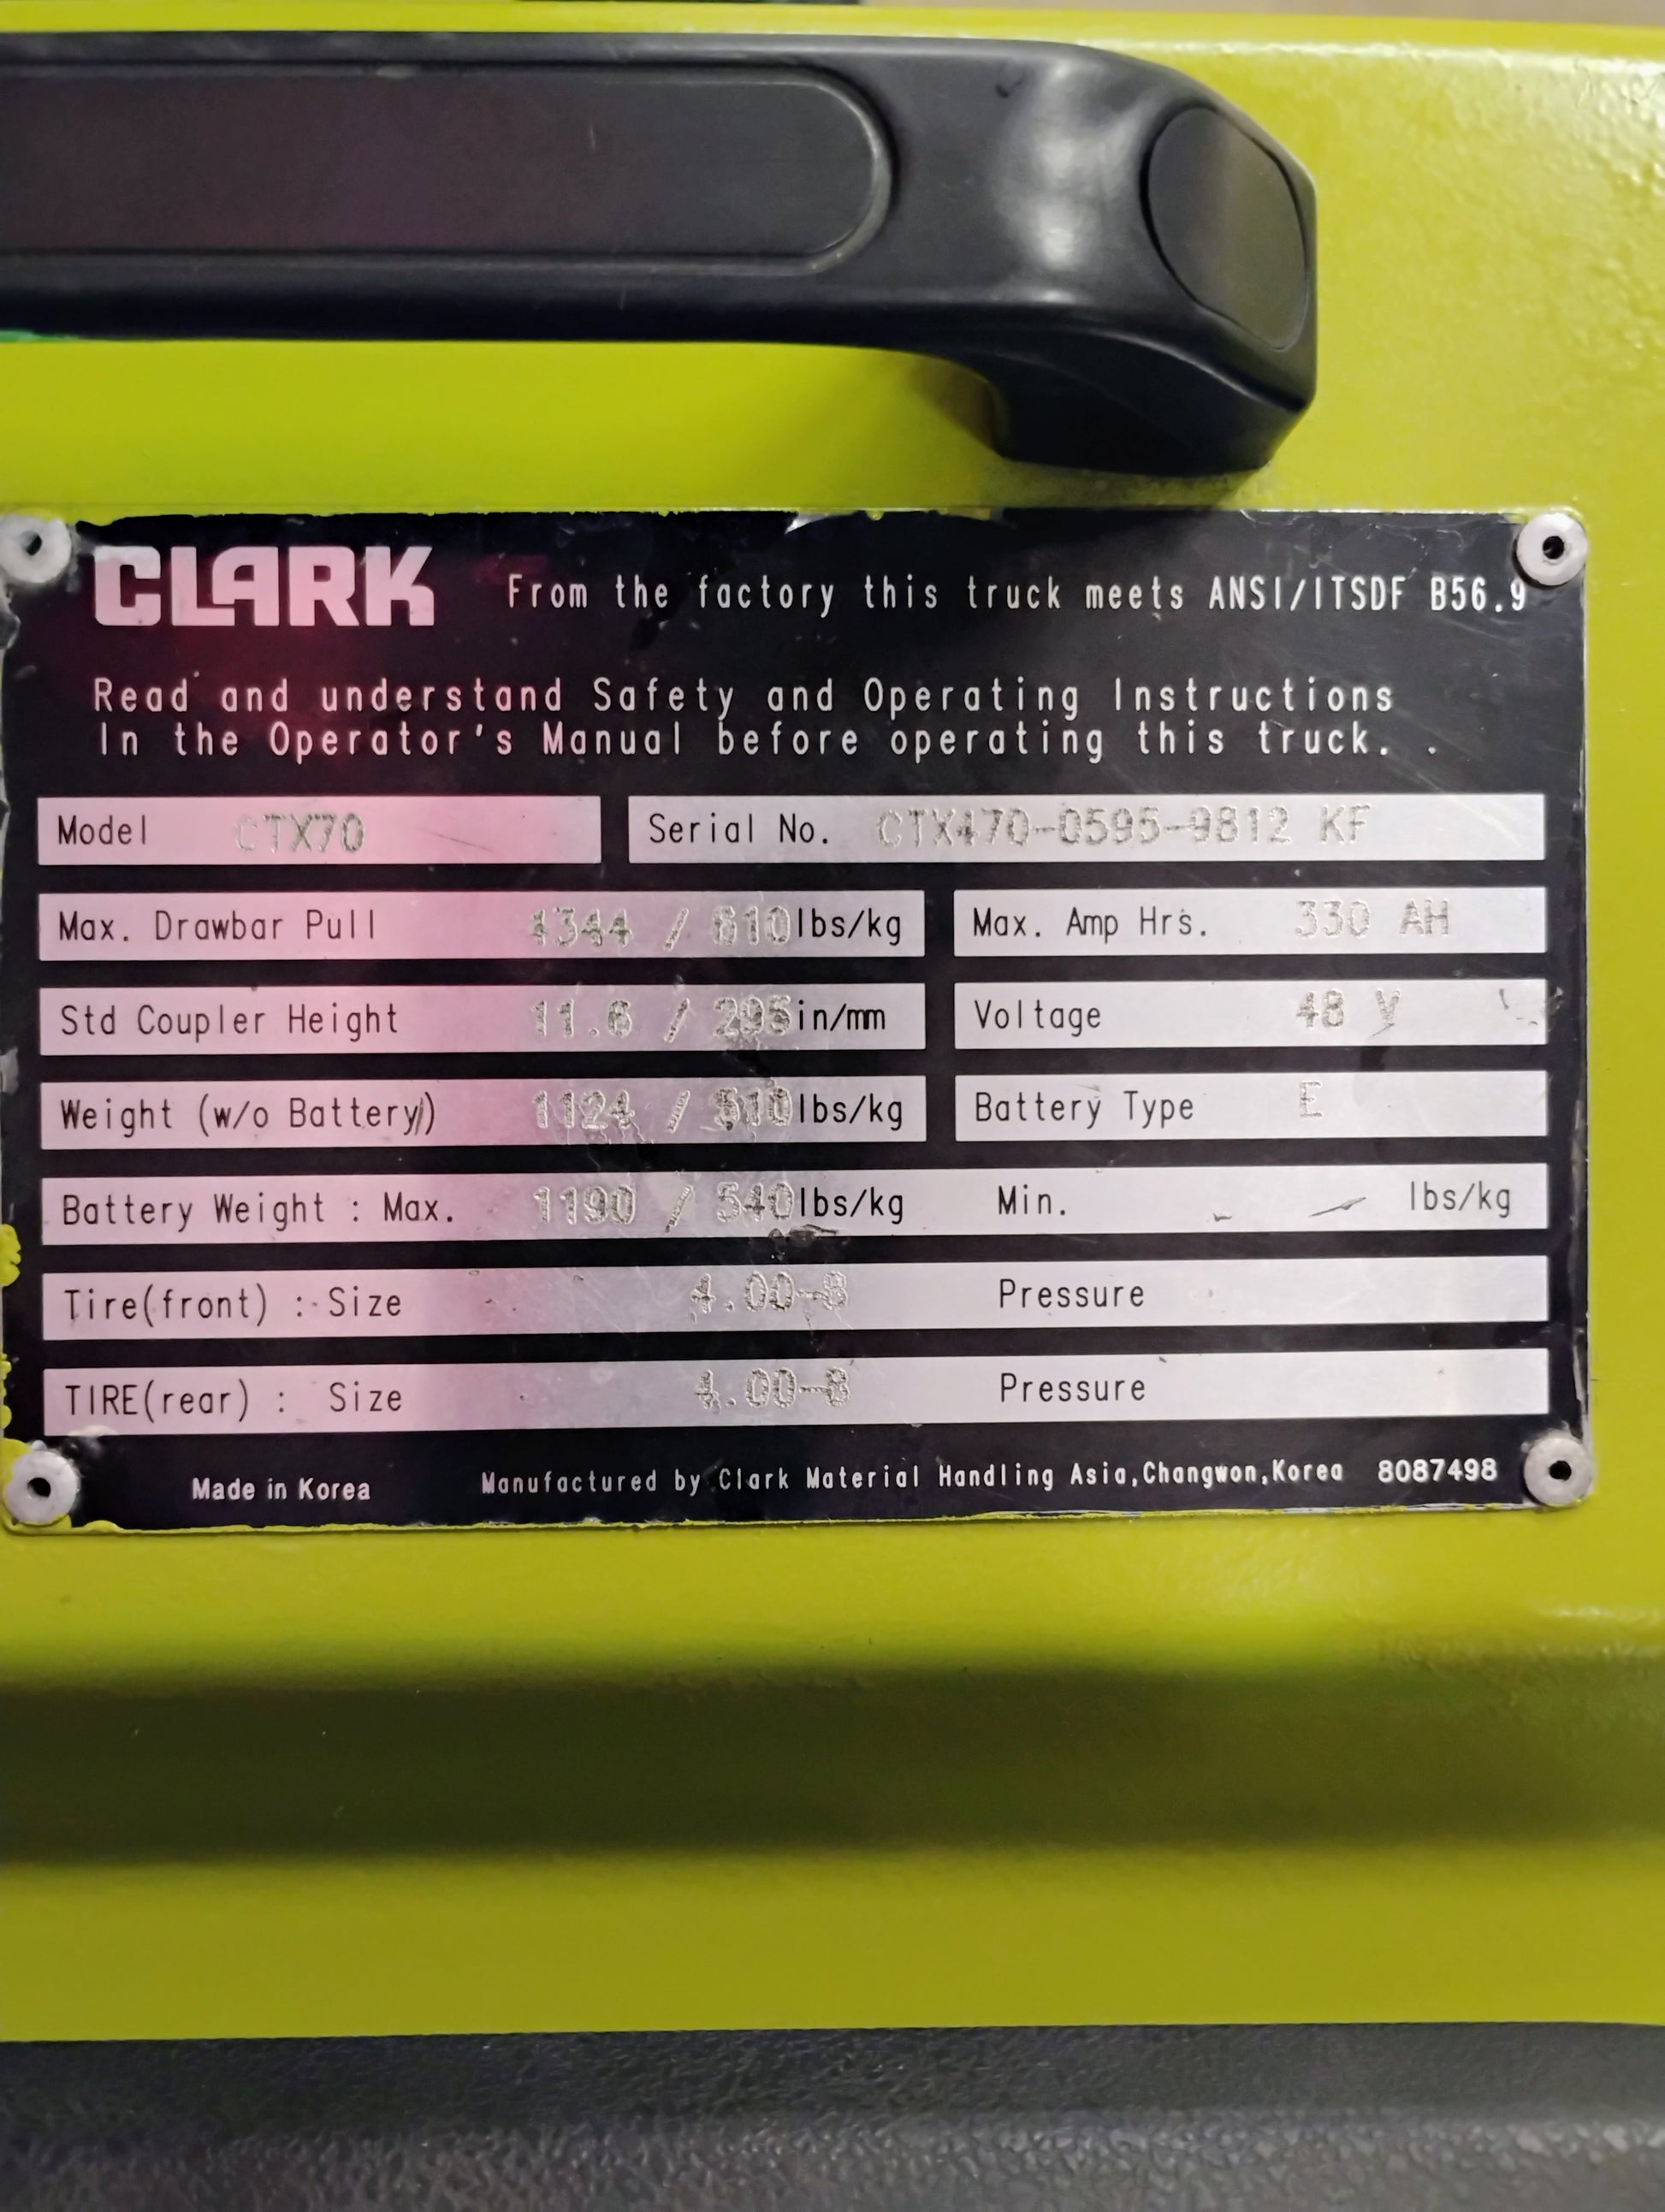 CLARK From the factory this truck meets ANSI/ITSDF B56.9
Read and understand Safety and Operating Instructions
In the Operator's Manual before operating this truck.
Model CTX70 Serial No. CTX470-0595-9812 KF
Max. Drawbar Pull 1344 / 610 lbs/kg Max. Amp Hrs. 330 AH
Std Coupler Height 11.6 / 295 in/mm Voltage 48 V
Weight (w/o Battery) 1124 / 510 lbs/kg Battery Type E
Battery Weight : Max. 1190 / 540 lbs/kg Min. lbs/kg
Tire(front) : Size 4.00-8 Pressure
TIRE(rear) : Size 4.00-8 Pressure
Made in Korea Manufactured by Clark Material Handling Asia,Changwon,Korea 8087498